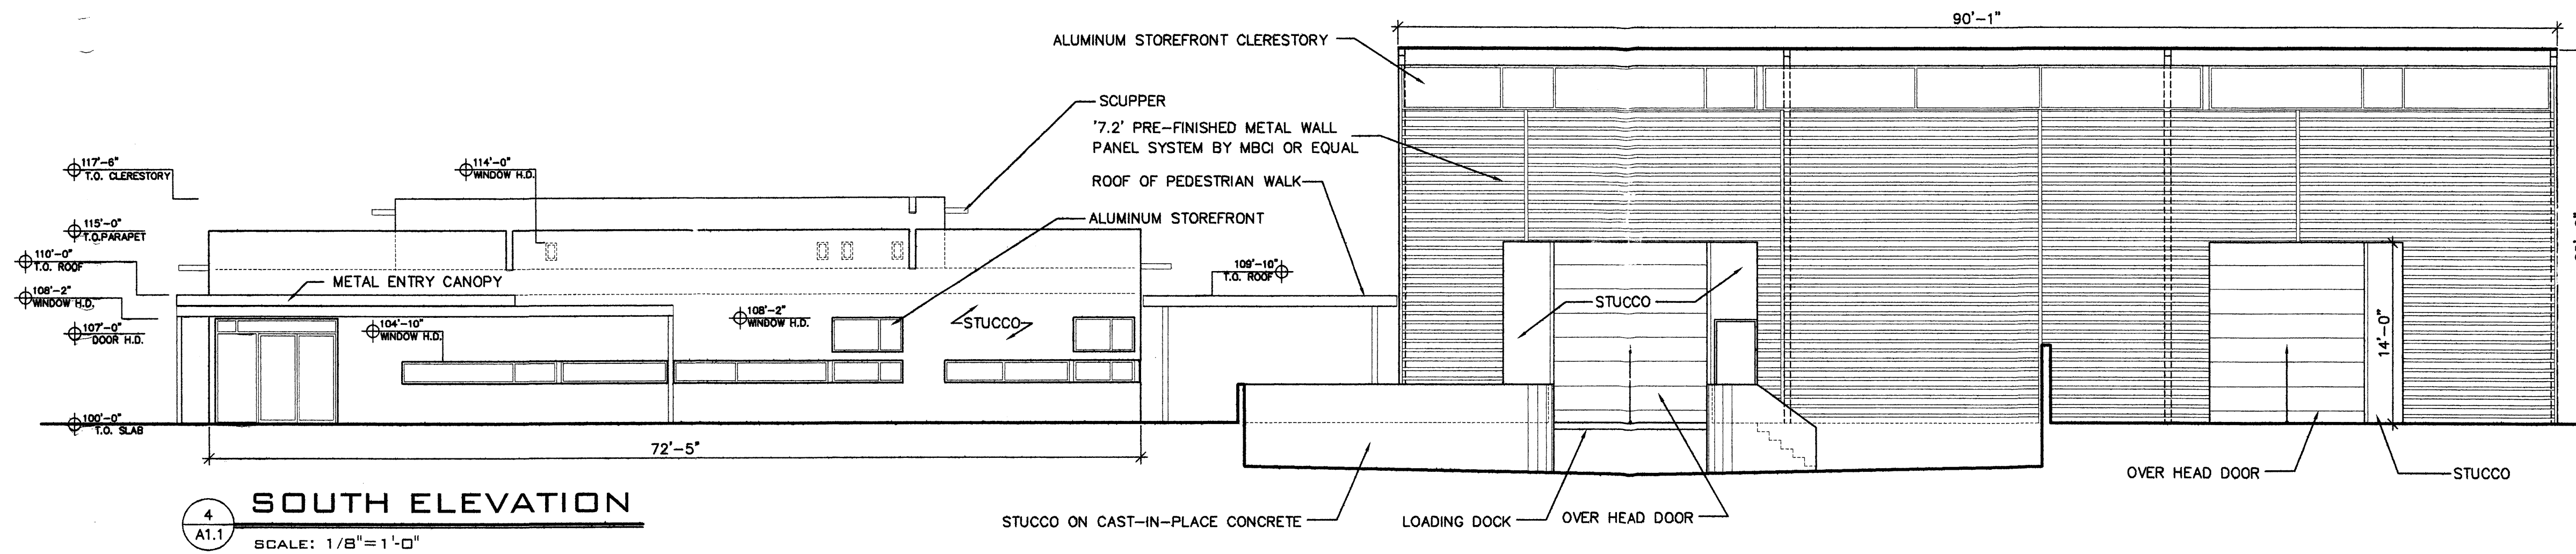 90'-1"
ALUMINUM STOREFRONT CLERESTORY
SCUPPER
'7.2' PRE-FINISHED METAL WALL
PANEL SYSTEM BY MBCI OR EQUAL
ROOF OF PEDESTRIAN WALK
ALUMINUM STOREFRONT
117'-6"
T.O. CLERESTORY
114'-0"
WINDOW H.D.
115'-0"
T.O.PARAPET
110'-0"
T.O. ROOF
METAL ENTRY CANOPY
109'-10"
T.O. ROOF
108'-2"
WINDOW H.D.
107'-0"
DOOR H.D.
104'-10"
WINDOW H.D.
108'-2"
WINDOW H.D.
STUCCO
STUCCO
14'-0"
100'-0"
T.O. SLAB
72'-5"
OVER HEAD DOOR
STUCCO
STUCCO ON CAST-IN-PLACE CONCRETE
LOADING DOCK
OVER HEAD DOOR
4
A1.1
SOUTH ELEVATION
SCALE: 1/8"=1'-0"